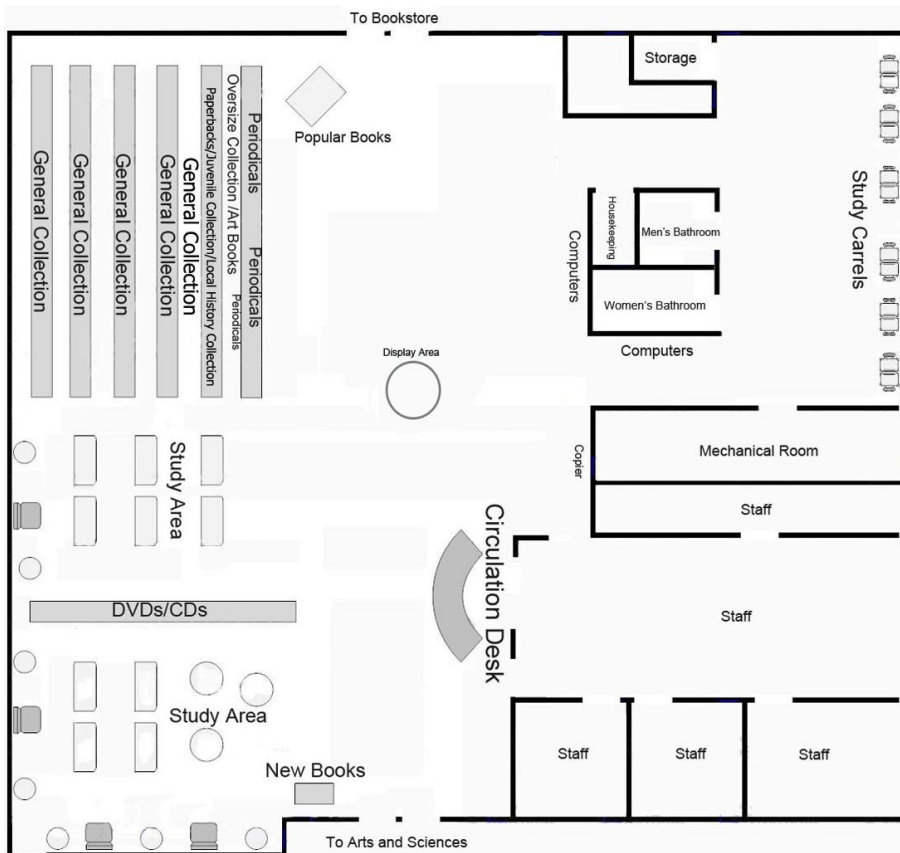 To Bookstore
Storage
Popular Books
General Collection
General Collection
General Collection
General Collection
General Collection
Paperbacks/Juvenile Collection/Local History Collection
Oversize Collection /Art Books
Periodicals
Periodicals
Periodicals
Study Carrels
Housekeeping
Men's Bathroom
Computers
Women's Bathroom
Computers
Display Area
Study Area
Copier
Mechanical Room
Staff
Circulation Desk
DVDs/CDs
Staff
Study Area
New Books
Staff
Staff
Staff
To Arts and Sciences